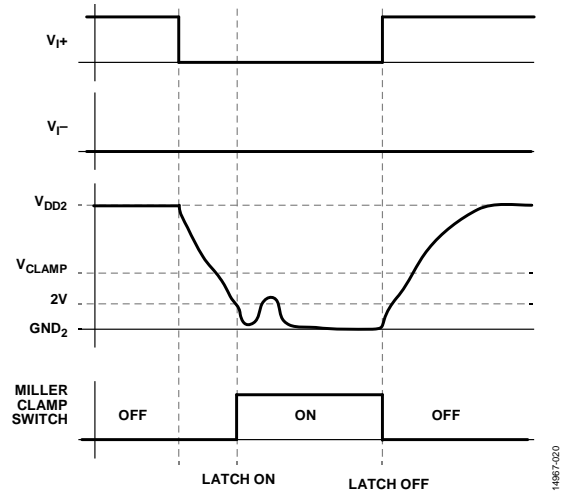 VI+
VI–
VDD2
VCLAMP
2V
GND2
MILLER
CLAMP
SWITCH
OFF
ON
OFF
LATCH ON
LATCH OFF
14967-020